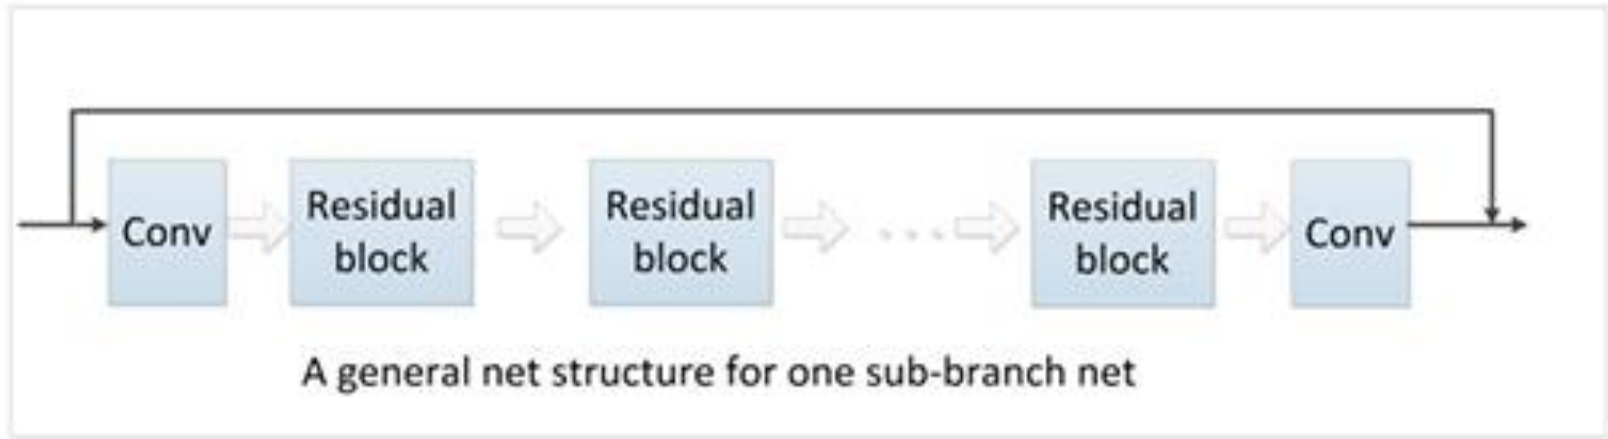 Conv
Residual
block
Residual
block
...
Residual
block
Conv
A general net structure for one sub-branch net